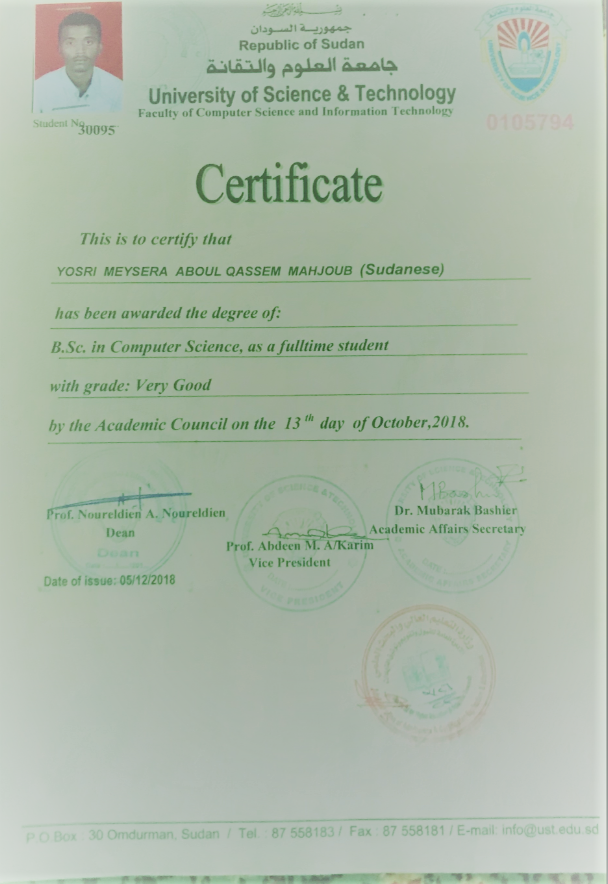 جمهورية السودان
Republic of Sudan
جامعة العلوم والتقانة
University of Science & Technology
Faculty of Computer Science and Information Technology
Student No 30095
0105794
Certificate
This is to certify that
YOSRI MEYSERA ABOUL QASSEM MAHJOUB (Sudanese)
has been awarded the degree of:
B.Sc. in Computer Science, as a fulltime student
with grade: Very Good
by the Academic Council on the 13 th day of October,2018.
Prof. Noureldien A. Noureldien
Dean
Dean
Prof. Abdeen M. A/Karim
Vice President
VICE PRESIDENT
Dr. Mubarak Bashier
Academic Affairs Secretary
Date of issue: 05/12/2018
P O Box : 30 Omdurman, Sudan / Tel. : 87 558183 / Fax : 87 558181 / E-mail: info@ust.edu.sd